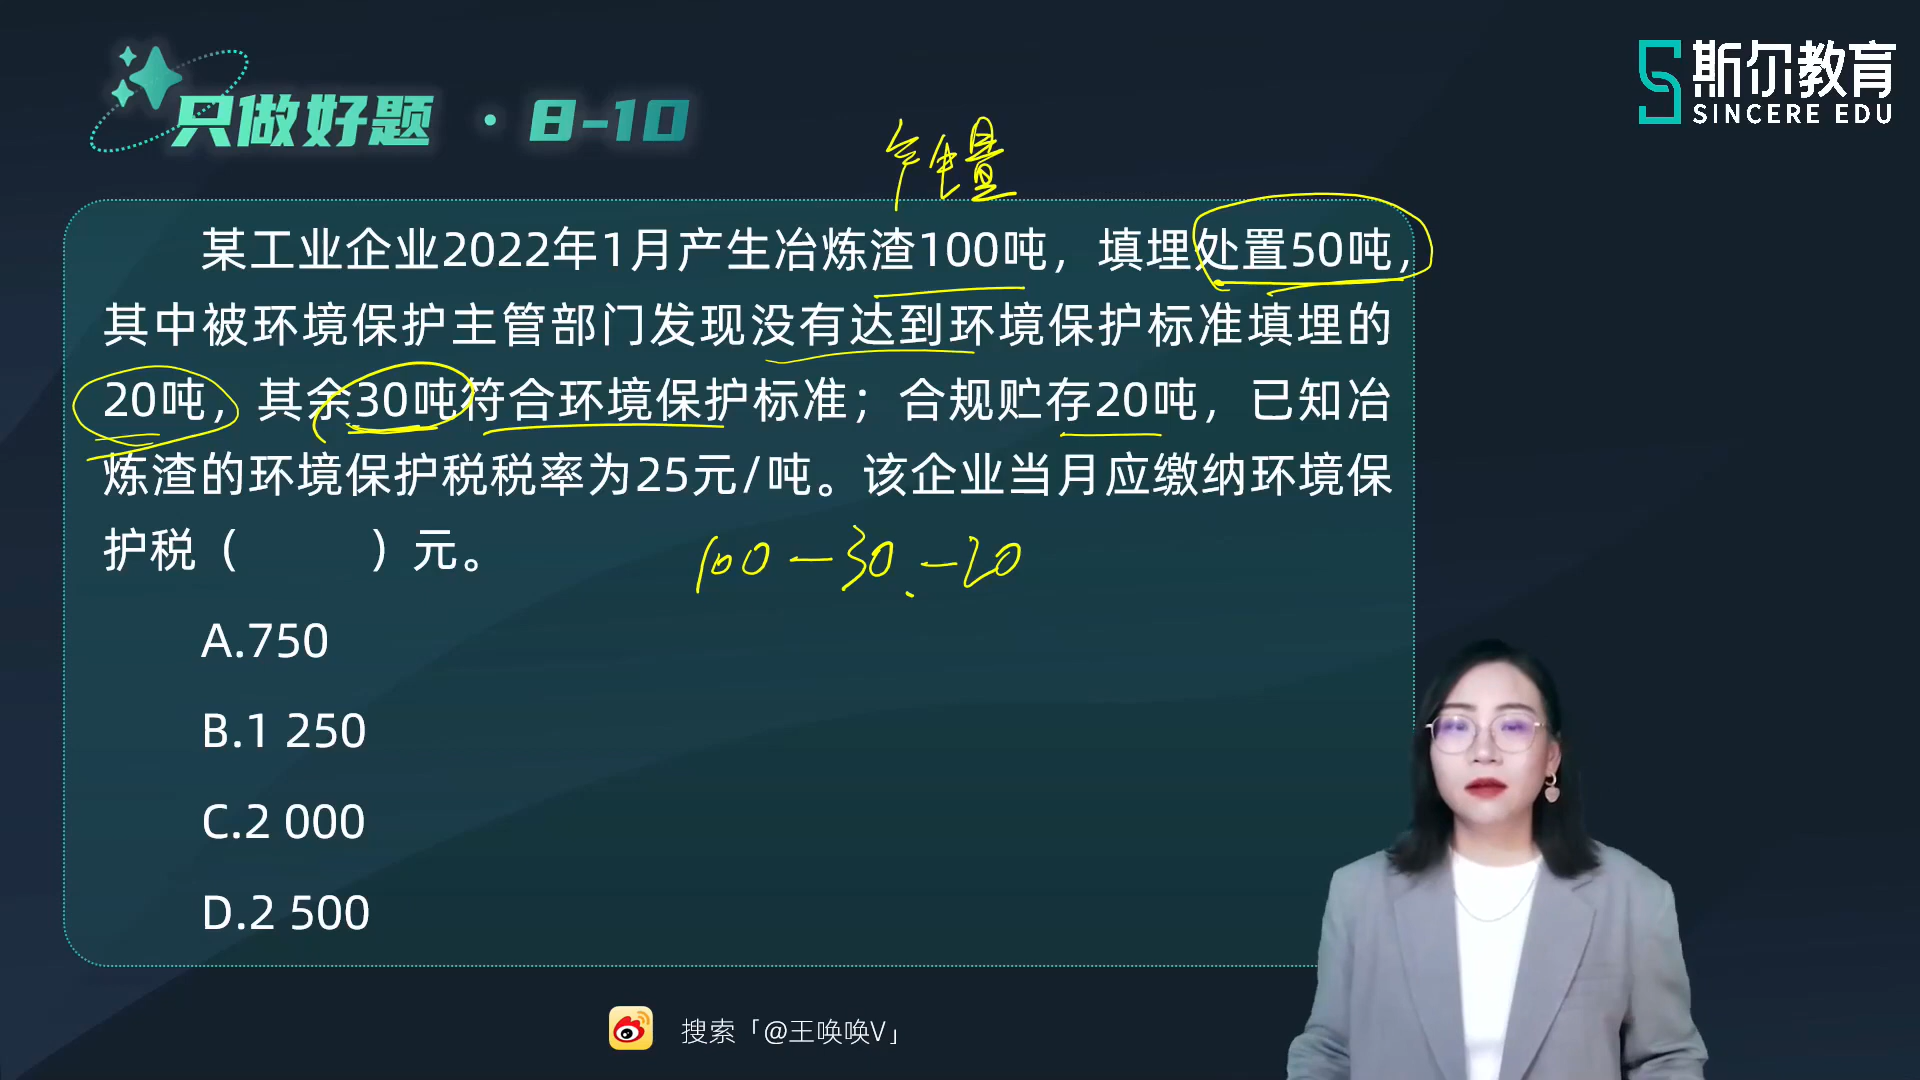 只做好题 · 8-10
斯尔教育
SINCERE EDU
产生量
某工业企业2022年1月产生冶炼渣100吨，填埋处置50吨，
其中被环境保护主管部门发现没有达到环境保护标准填埋的
20吨，其余30吨符合环境保护标准；合规贮存20吨，已知冶
炼渣的环境保护税税率为25元/吨。该企业当月应缴纳环境保
护税（　　）元。
100-30-20
A.750
B.1 250
C.2 000
D.2 500
搜索「@王唤唤V」